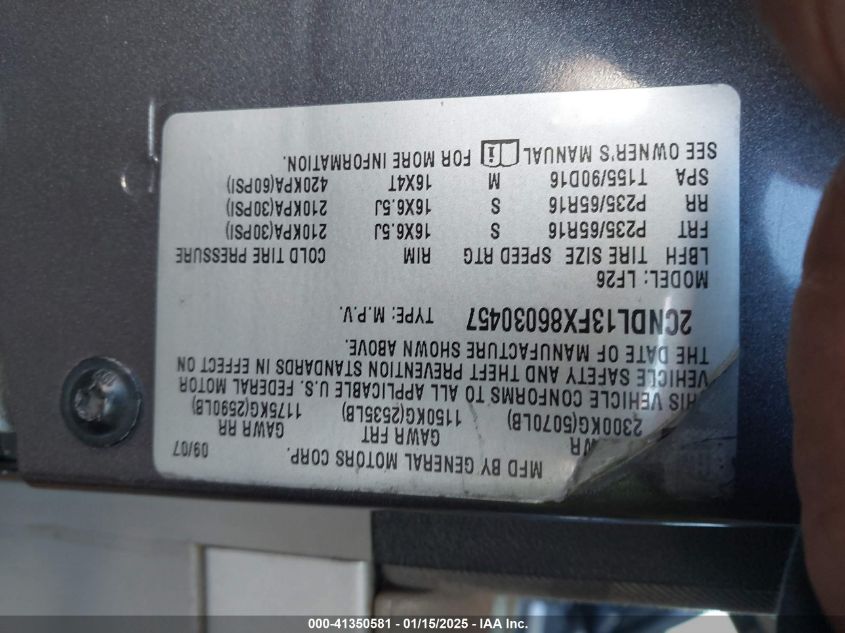 MFD BY GENERAL MOTORS CORP. 09/07
WR GAWR FRT GAWR RR
2300KG(5070LB) 1150KG(2535LB) 1175KG(2590LB)
HIS VEHICLE CONFORMS TO ALL APPLICABLE U.S. FEDERAL MOTOR
VEHICLE SAFETY AND THEFT PREVENTION STANDARDS IN EFFECT ON
THE DATE OF MANUFACTURE SHOWN ABOVE.
2CNDL13FX86030457 TYPE: M.P.V.
MODEL: LF26
LBFH TIRE SIZE SPEED RTG RIM COLD TIRE PRESSURE
FRT P235/65R16 S 16X6.5J 210KPA(30PSI)
RR P235/65R16 S 16X6.5J 210KPA(30PSI)
SPA T155/90D16 M 16X4T 420KPA(60PSI)
SEE OWNER'S MANUAL i FOR MORE INFORMATION.
000-41350581 - 01/15/2025 - IAA Inc.